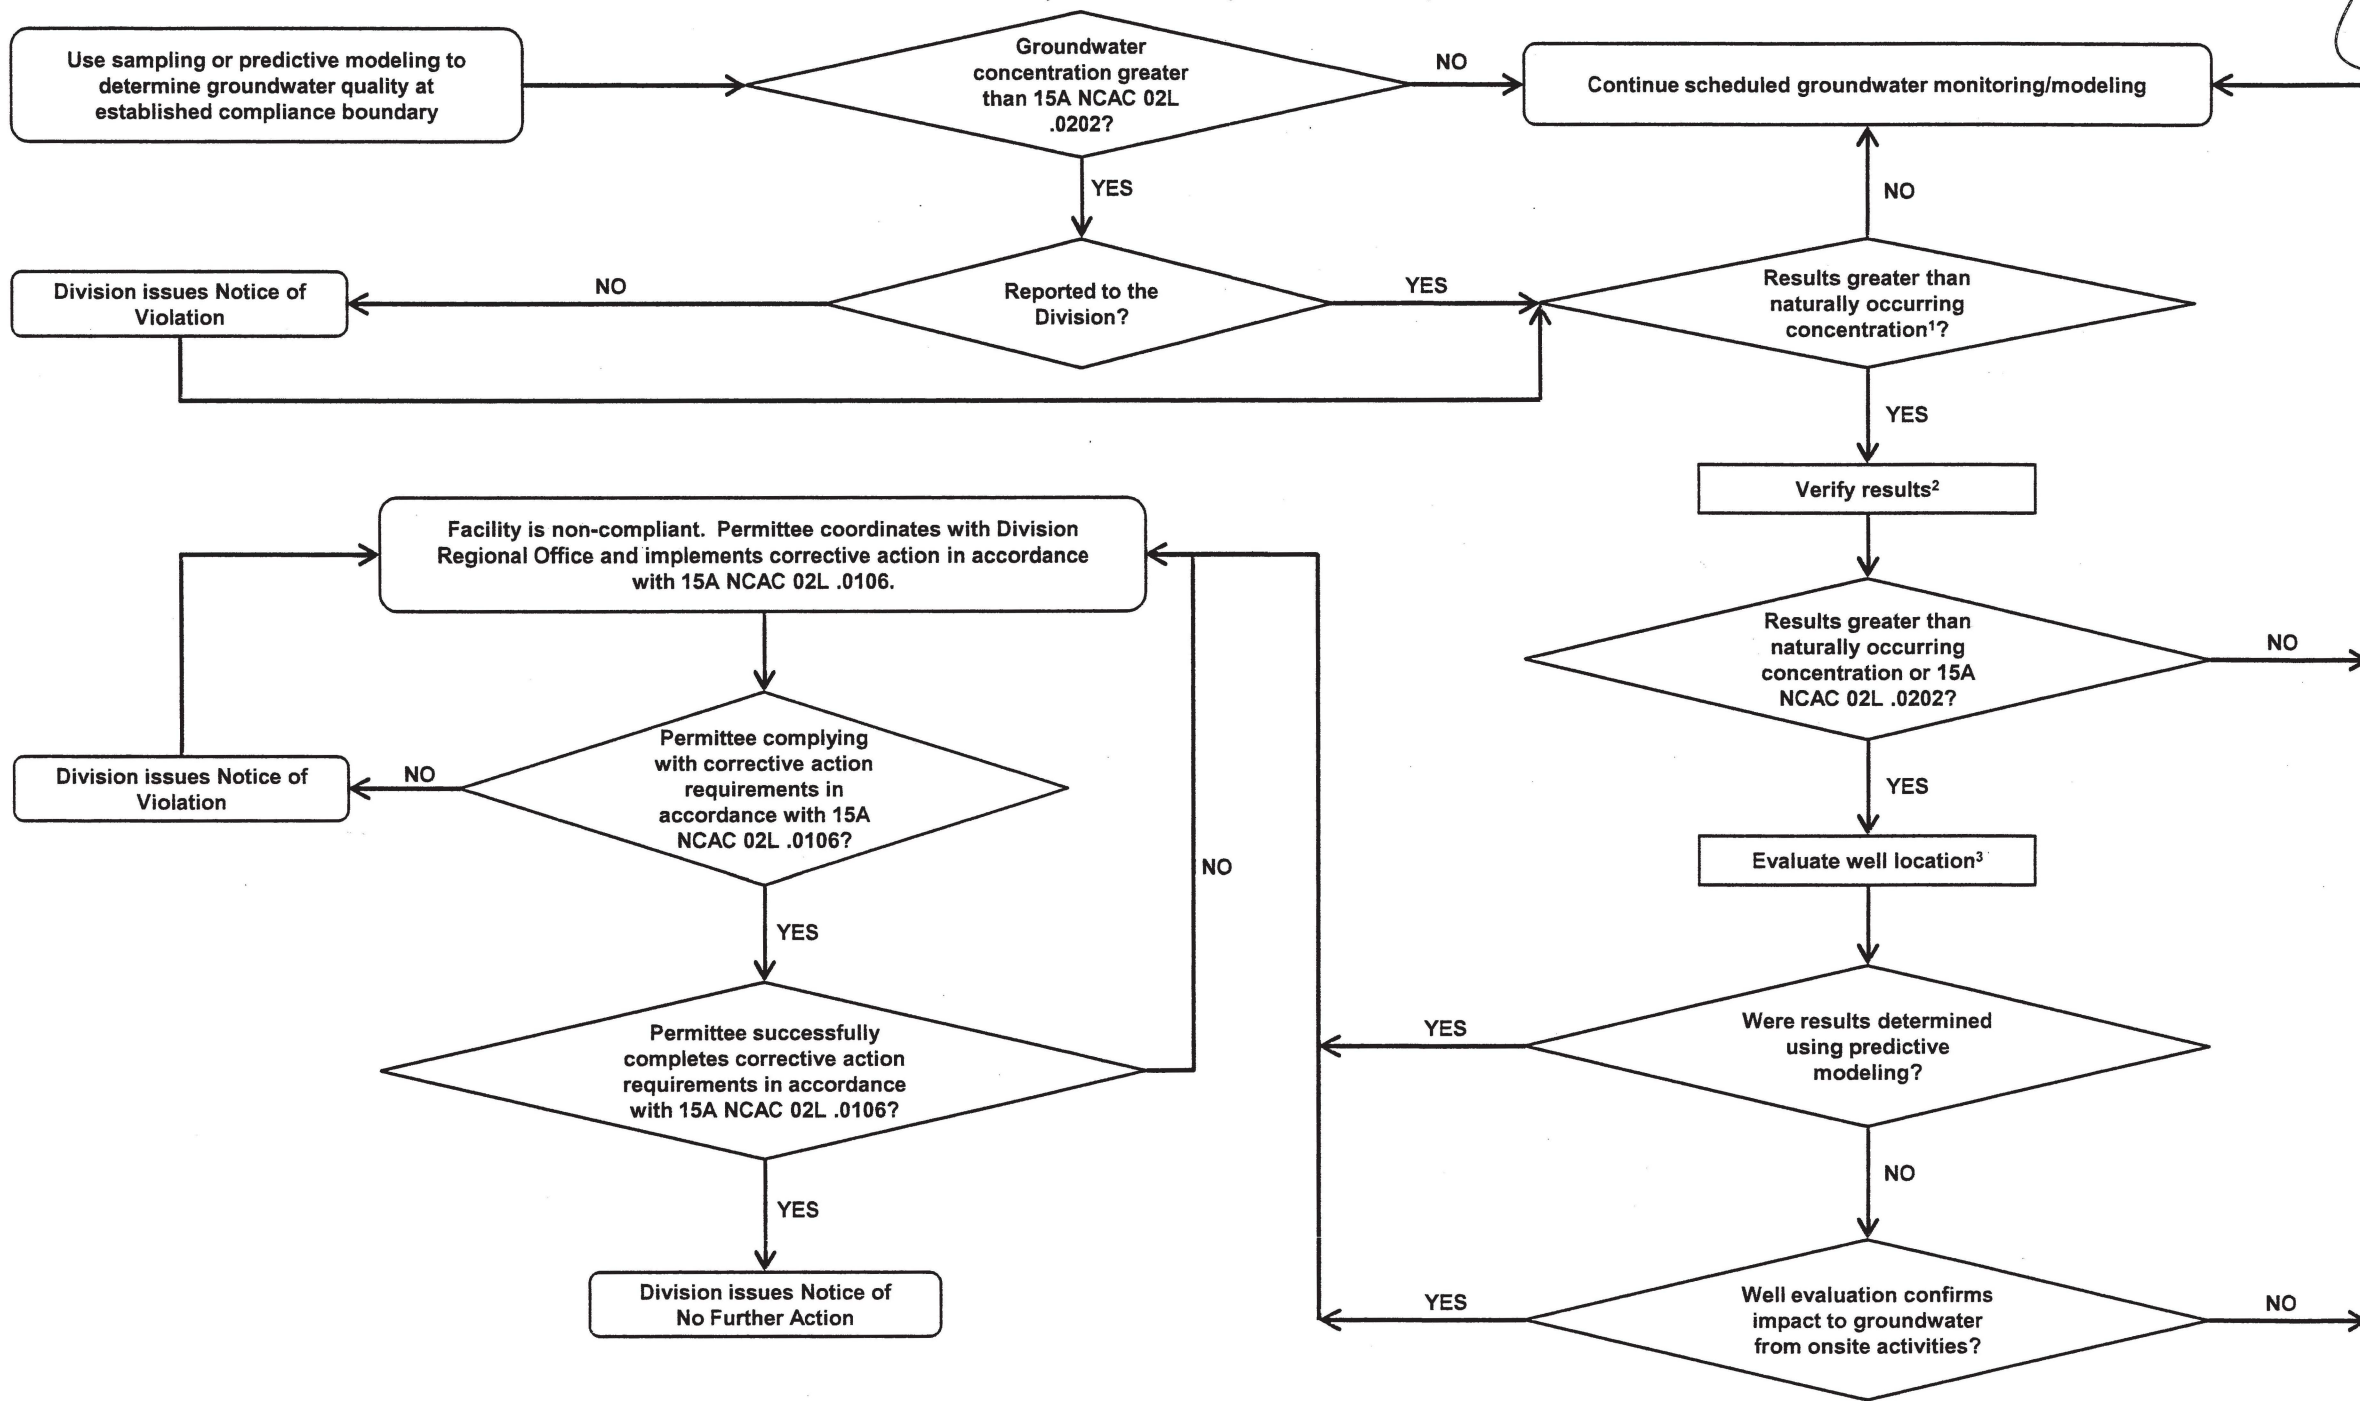 Use sampling or predictive modeling to
determine groundwater quality at
established compliance boundary
Groundwater
concentration greater
than 15A NCAC 02L
.0202?
NO
Continue scheduled groundwater monitoring/modeling
YES
NO
Division issues Notice of
Violation
NO
Reported to the
Division?
YES
Results greater than
naturally occurring
concentration¹?
YES
Verify results²
Facility is non-compliant.  Permittee coordinates with Division
Regional Office and implements corrective action in accordance
with 15A NCAC 02L .0106.
Results greater than
naturally occurring
concentration or 15A
NCAC 02L .0202?
NO
YES
Division issues Notice of
Violation
NO
Permittee complying
with corrective action
requirements in
accordance with 15A
NCAC 02L .0106?
NO
Evaluate well location³
YES
Permittee successfully
completes corrective action
requirements in accordance
with 15A NCAC 02L .0106?
YES
Were results determined
using predictive
modeling?
NO
YES
Division issues Notice of
No Further Action
YES
Well evaluation confirms
impact to groundwater
from onsite activities?
NO